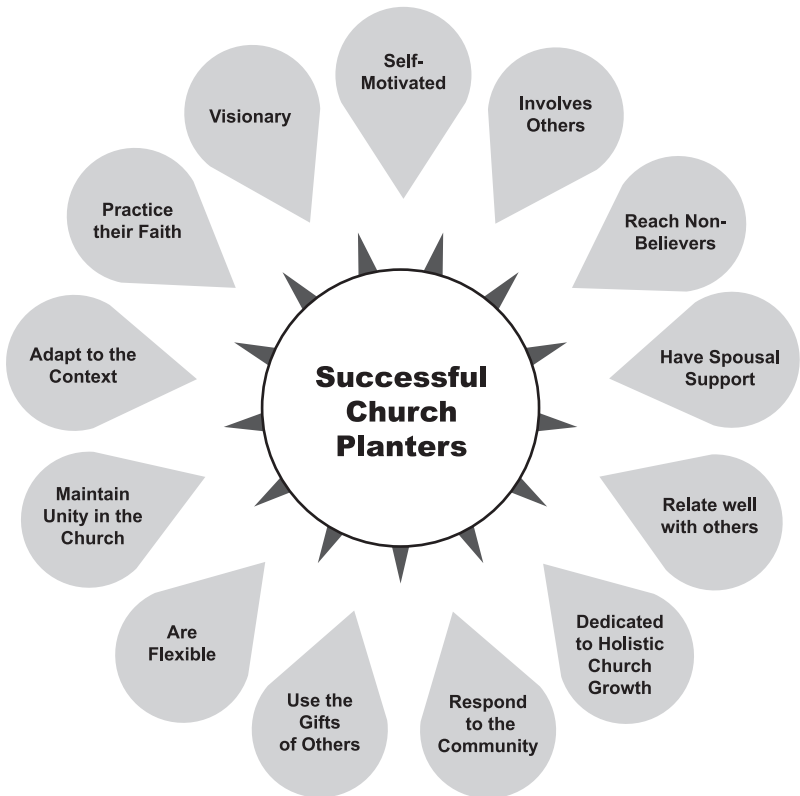 Self-
Motivated
Involves
Others
Reach Non-
Believers
Have Spousal
Support
Relate well
with others
Dedicated
to Holistic
Church
Growth
Respond
to the
Community
Use the
Gifts
of Others
Are
Flexible
Maintain
Unity in the
Church
Adapt to the
Context
Practice
their Faith
Visionary
Successful
Church
Planters